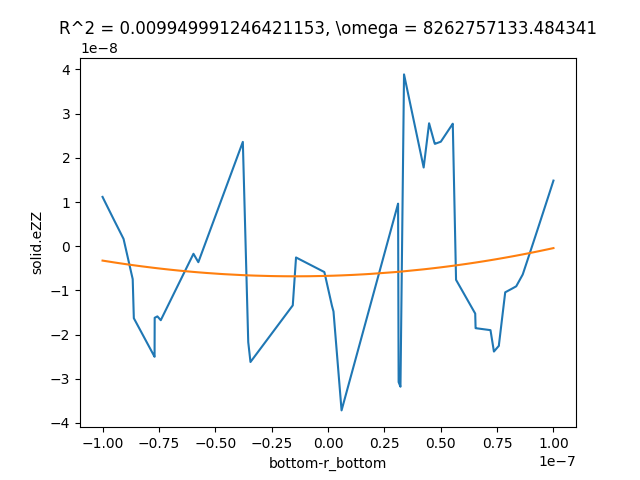 R^2 = 0.009949991246421153, \omega = 8262757133.484341
1e−8
4
3
2
1
0
−1
−2
−3
−4
solid.eZZ
−1.00 −0.75 −0.50 −0.25 0.00 0.25 0.50 0.75 1.00
bottom-r_bottom
1e−7